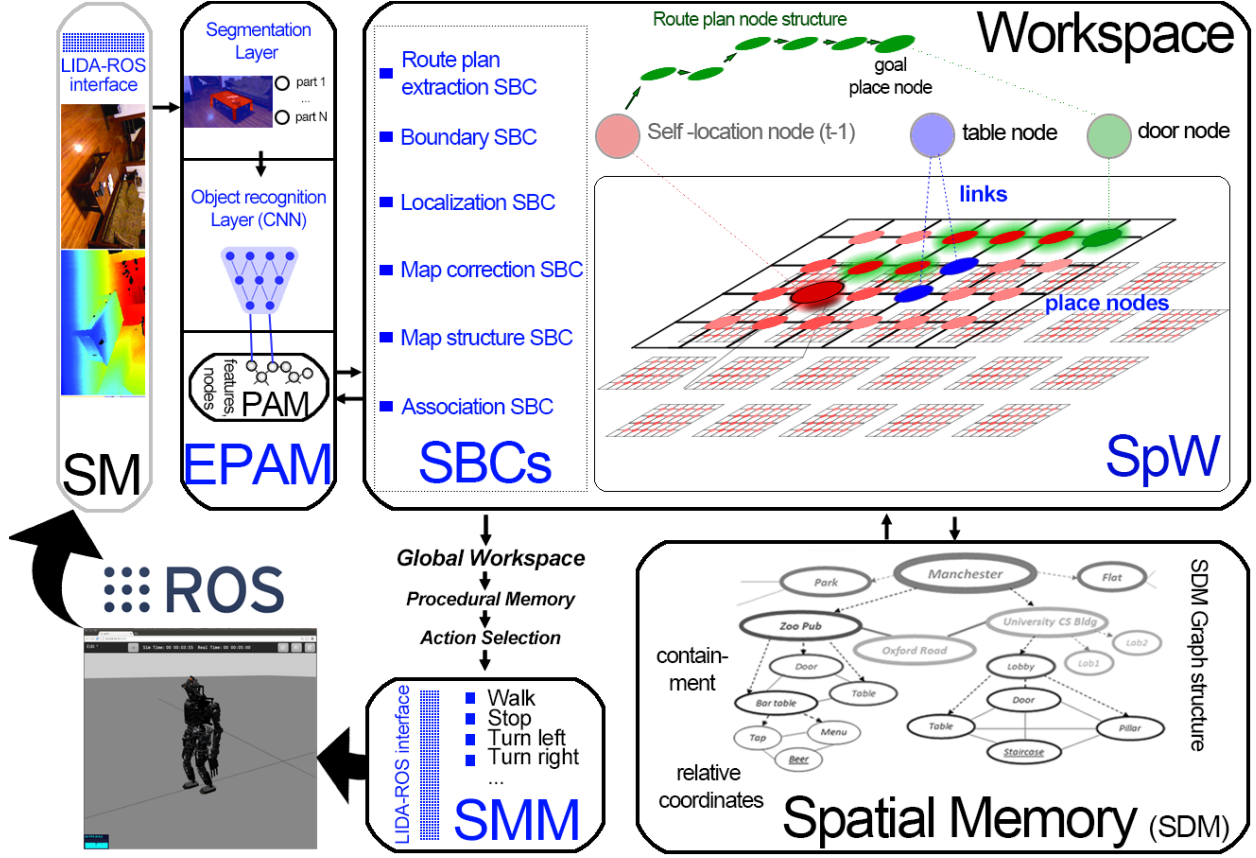 LIDA-ROS
interface
SM
Segmentation
Layer
part 1
...
part N
Object recognition
Layer (CNN)
features,
nodes
PAM
EPAM
Route plan
extraction SBC
Boundary SBC
Localization SBC
Map correction SBC
Map structure SBC
Association SBC
SBCs
Workspace
Route plan node structure
goal
place node
Self -location node (t-1)
table node
door node
links
place nodes
SpW
Global Workspace
Procedural Memory
Action Selection
LIDA-ROS interface
Walk
Stop
Turn left
Turn right
...
SMM
ROS
Manchester
Park
Flat
Zoo Pub
University CS Bldg
Oxford Road
Lab1
Lab2
Door
Table
Bar table
Tap
Menu
Beer
Lobby
Door
Table
Pillar
Staircase
contain-
ment
relative
coordinates
SDM Graph structure
Spatial Memory (SDM)